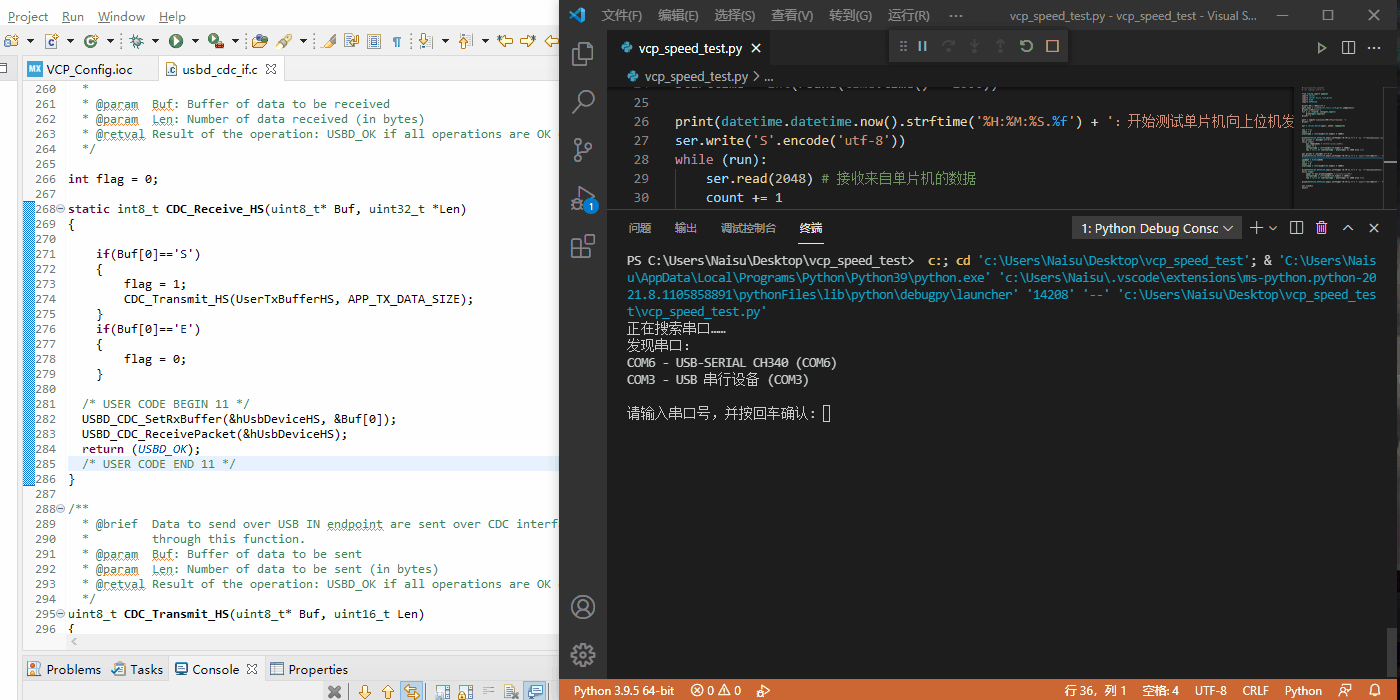 Project Run Window Help
VCP_Config.ioc
usbd_cdc_if.c
260 *
261 * @param Buf: Buffer of data to be received
262 * @param Len: Number of data received (in bytes)
263 * @retval Result of the operation: USBD_OK if all operations are OK
264 */
265
266 int flag = 0;
267
268 static int8_t CDC_Receive_HS(uint8_t* Buf, uint32_t *Len)
269 {
270
271 if(Buf[0]=='S')
272 {
273 flag = 1;
274 CDC_Transmit_HS(UserTxBufferHS, APP_TX_DATA_SIZE);
275 }
276 if(Buf[0]=='E')
277 {
278 flag = 0;
279 }
280
281 /* USER CODE BEGIN 11 */
282 USBD_CDC_SetRxBuffer(&hUsbDeviceHS, &Buf[0]);
283 USBD_CDC_ReceivePacket(&hUsbDeviceHS);
284 return (USBD_OK);
285 /* USER CODE END 11 */
286 }
287
288 /**
289 * @brief Data to send over USB IN endpoint are sent over CDC interf
290 * through this function.
291 * @param Buf: Buffer of data to be sent
292 * @param Len: Number of data to be sent (in bytes)
293 * @retval Result of the operation: USBD_OK if all operations are OK
294 */
295 uint8_t CDC_Transmit_HS(uint8_t* Buf, uint16_t Len)
296 {
Problems Tasks Console Properties
文件(F) 编辑(E) 选择(S) 查看(V) 转到(G) 运行(R) ··· vcp_speed_test.py - vcp_speed_test - Visual S...
vcp_speed_test.py
vcp_speed_test.py > ...
25
26 print(datetime.datetime.now().strftime('%H:%M:%S.%f') + ': 开始测试单片机向上位机发
27 ser.write('S'.encode('utf-8'))
28 while (run):
29 ser.read(2048) # 接收来自单片机的数据
30 count += 1
问题 输出 调试控制台 终端 1: Python Debug Consc
PS C:\Users\Naisu\Desktop\vcp_speed_test> c:; cd 'c:\Users\Naisu\Desktop\vcp_speed_test'; & 'C:\Users\Nais
u\AppData\Local\Programs\Python\Python39\python.exe' 'c:\Users\Naisu\.vscode\extensions\ms-python.python-20
21.8.1105858891\pythonFiles\lib\python\debugpy\launcher' '14208' '--' 'c:\Users\Naisu\Desktop\vcp_speed_tes
t\vcp_speed_test.py'
正在搜索串口……
发现串口:
COM6 - USB-SERIAL CH340 (COM6)
COM3 - USB 串行设备 (COM3)
请输入串口号，并按回车确认:
1
Python 3.9.5 64-bit 0 0 行 36，列 1 空格: 4 UTF-8 CRLF Python